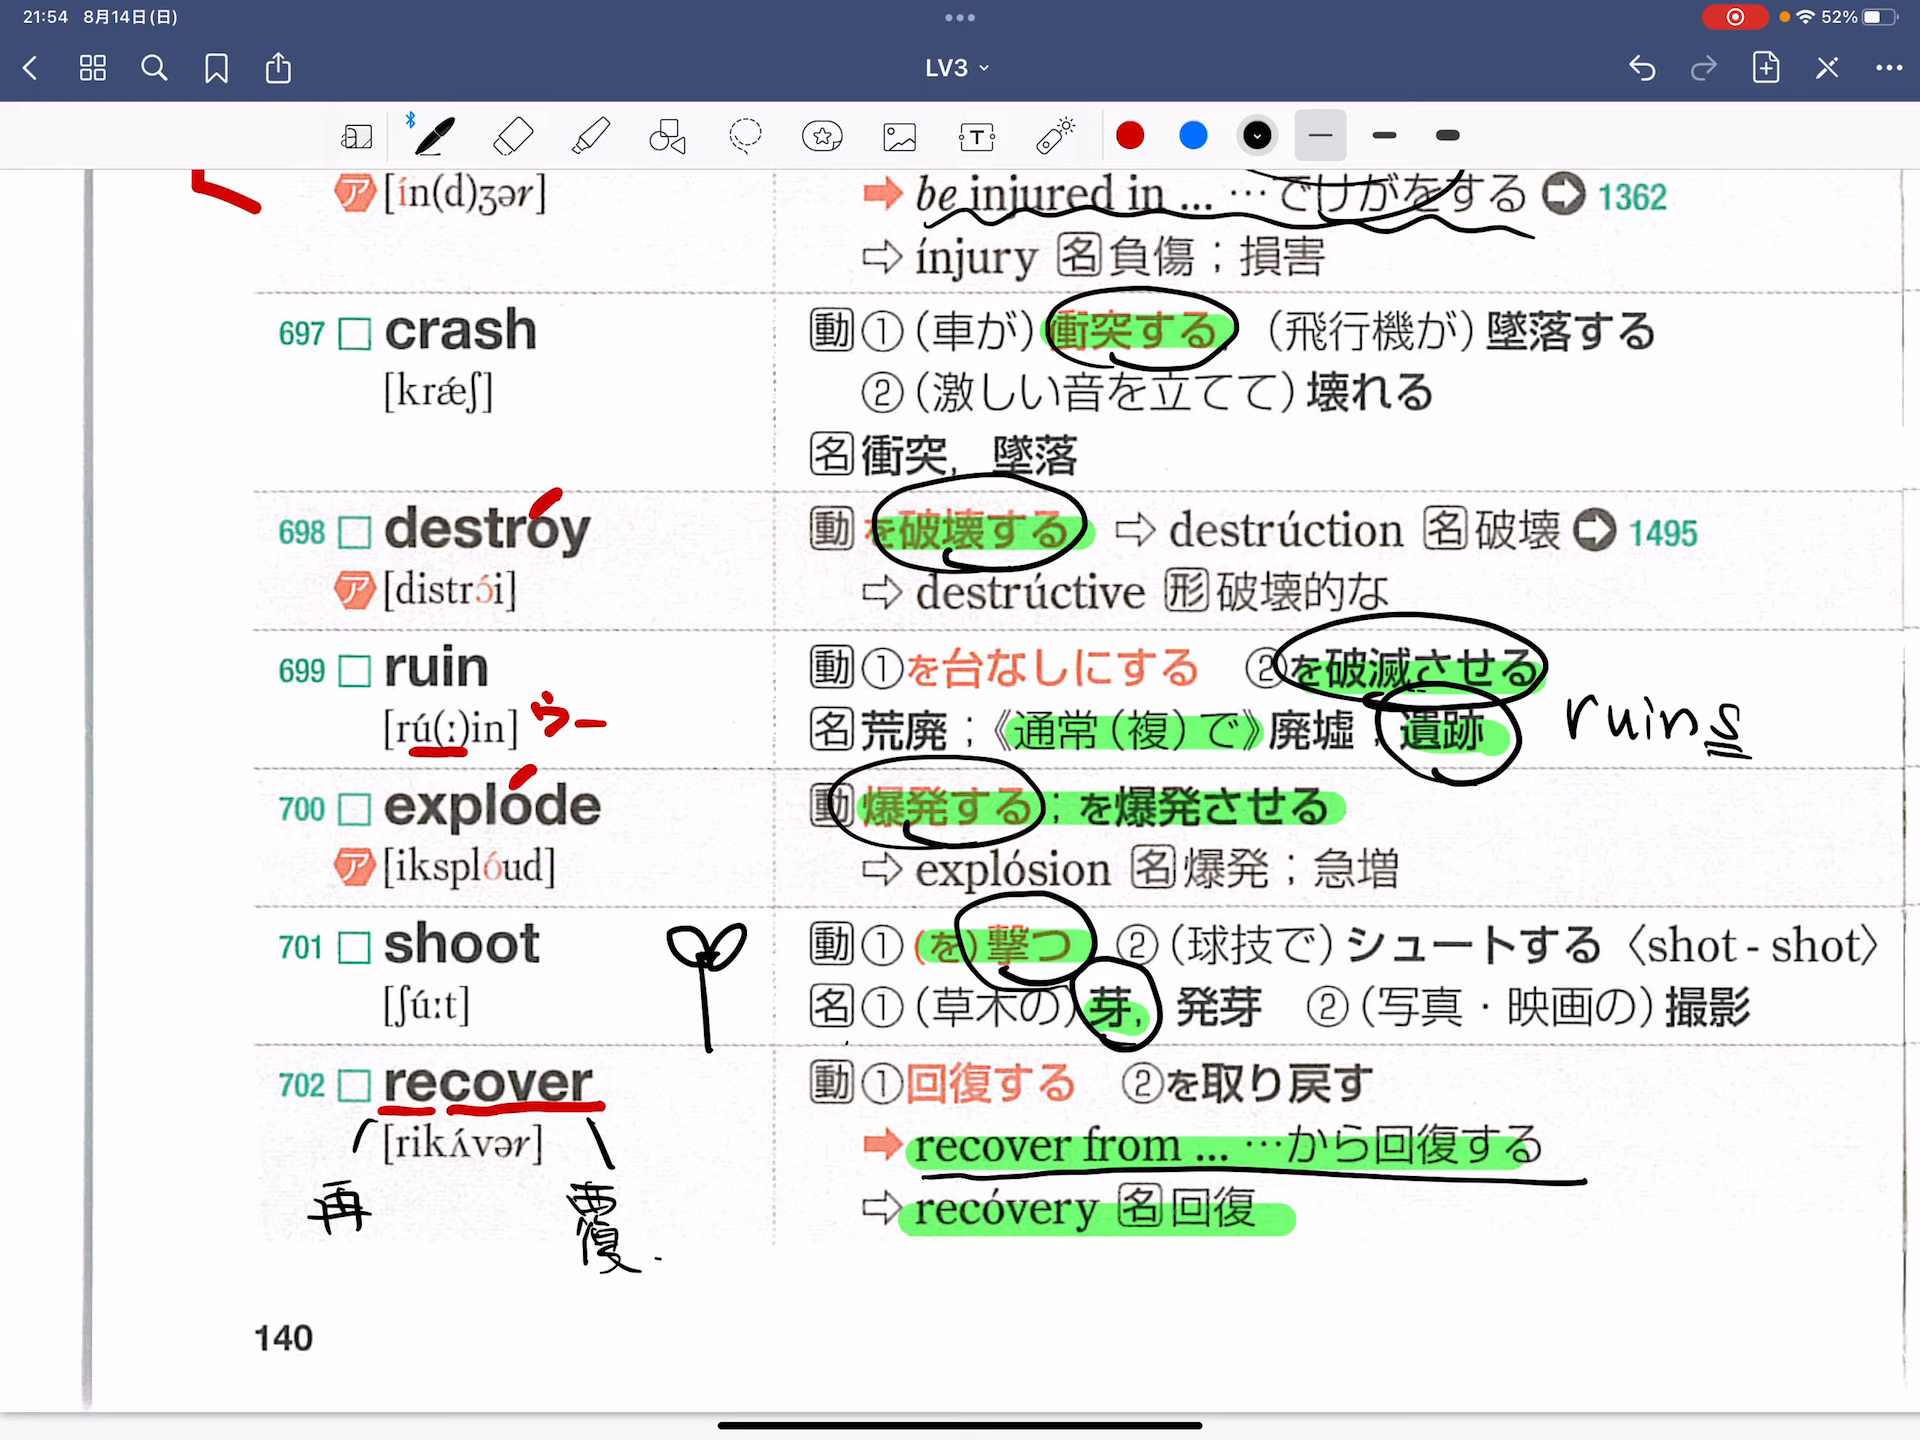 21:54 8月14日(日)
52%
LV3
ア [ín(d)ʒər]
➡ be injured in ... …でけがをする ➡ 1362
⇨ ínjury 名 負傷；損害
697 □ crash 動 ①（車が）衝突する （飛行機が）墜落する
[krǽʃ] ②（激しい音を立てて）壊れる
名 衝突，墜落
698 □ destróy 動 を破壊する ⇨ destrúction 名 破壊 ➡ 1495
ア [distrɔ́i] ⇨ destrúctive 形 破壊的な
699 □ ruin 動 ①を台なしにする ②を破滅させる
[rú(ː)in] ウー 名 荒廃；《通常（複）で》廃墟；遺跡 ruins
700 □ explóde 動 爆発する；を爆発させる
ア [iksplóud] ⇨ explósion 名 爆発；急増
701 □ shoot 動 ①（を）撃つ ②（球技で）シュートする〈shot - shot〉
[ʃúːt] 名 ①（草木の）芽，発芽 ②（写真・映画の）撮影
702 □ recover 動 ①回復する ②を取り戻す
[rikʌ́vər] ➡ recover from ... …から回復する
再 覆 ⇨ recóvery 名 回復
140